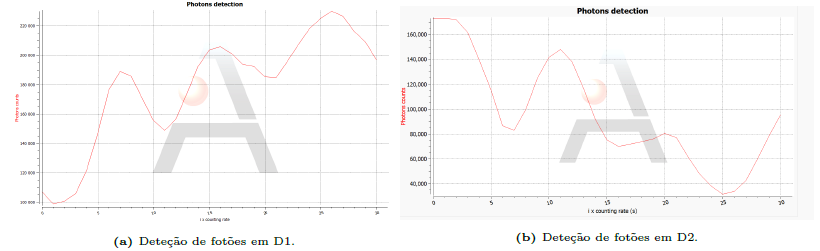 Photons detection
220 000
200 000
180 000
160 000
140 000
120 000
100 000
Photons counts
0 5 10 15 20 25 30
i x counting rate
(a) Deteção de fotões em D1.
Photons detection
160,000
140,000
120,000
100,000
80,000
60,000
40,000
Photons counts
0 5 10 15 20 25 30
i x counting rate (s)
(b) Deteção de fotões em D2.